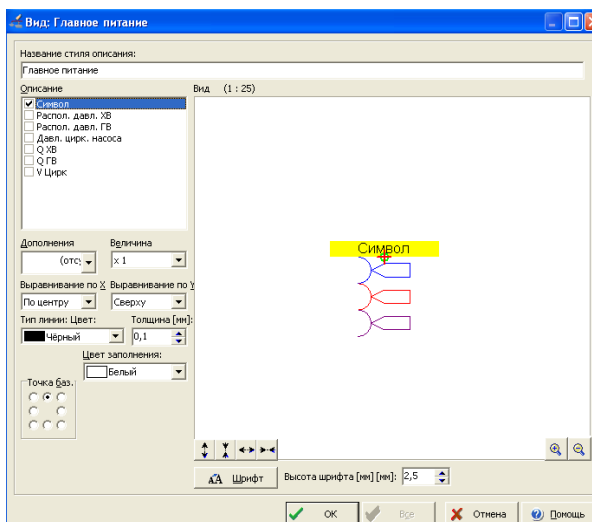 Вид: Главное питание
Название стиля описания:
Главное питание
Описание
Вид (1 : 25)
Символ
Распол. давл. ХВ
Распол. давл. ГВ
Давл. цирк. насоса
Q ХВ
Q ГВ
V Цирк
Символ
Дополнения
Величина
(отс;
x 1
Выравнивание по X
Выравнивание по Y
По центру
Сверху
Тип линии: Цвет:
Толщина [мм]:
Чёрный
0,1
Цвет заполнения:
Белый
Точка баз.
Шрифт
Высота шрифта [мм] [мм]:
2,5
OK
Все
Отмена
Помощь